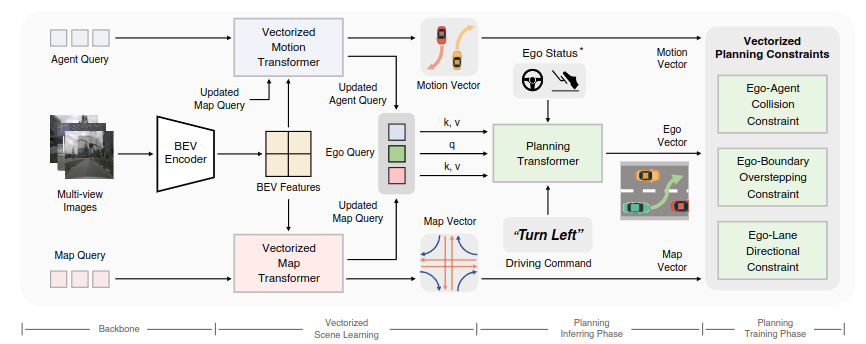 Agent Query
Vectorized
Motion
Transformer
Motion Vector
Ego Status*
Motion
Vector
Vectorized
Planning Constraints
Updated
Map Query
Updated
Agent Query
Ego-Agent
Collision
Constraint
Multi-view
Images
BEV
Encoder
BEV Features
Ego Query
k, v
q
k, v
Planning
Transformer
Ego
Vector
Ego-Boundary
Overstepping
Constraint
Updated
Map Query
Map Query
Vectorized
Map
Transformer
Map Vector
“Turn Left”
Driving Command
Map
Vector
Ego-Lane
Directional
Constraint
Backbone
Vectorized
Scene Learning
Planning
Inferring Phase
Planning
Training Phase